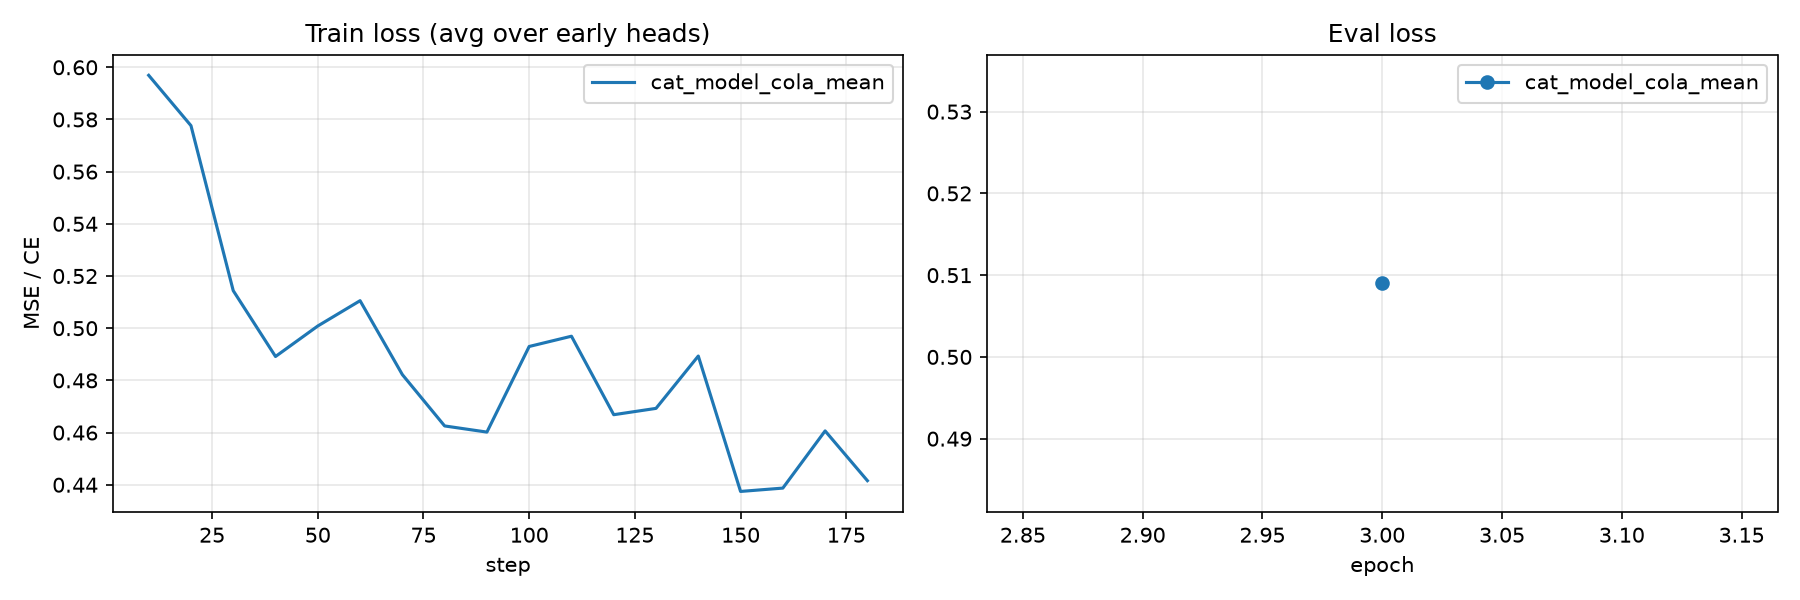 Train loss (avg over early heads)
cat_model_cola_mean
MSE / CE
0.60
0.58
0.56
0.54
0.52
0.50
0.48
0.46
0.44
25 50 75 100 125 150 175
step
Eval loss
cat_model_cola_mean
0.53
0.52
0.51
0.50
0.49
2.85 2.90 2.95 3.00 3.05 3.10 3.15
epoch